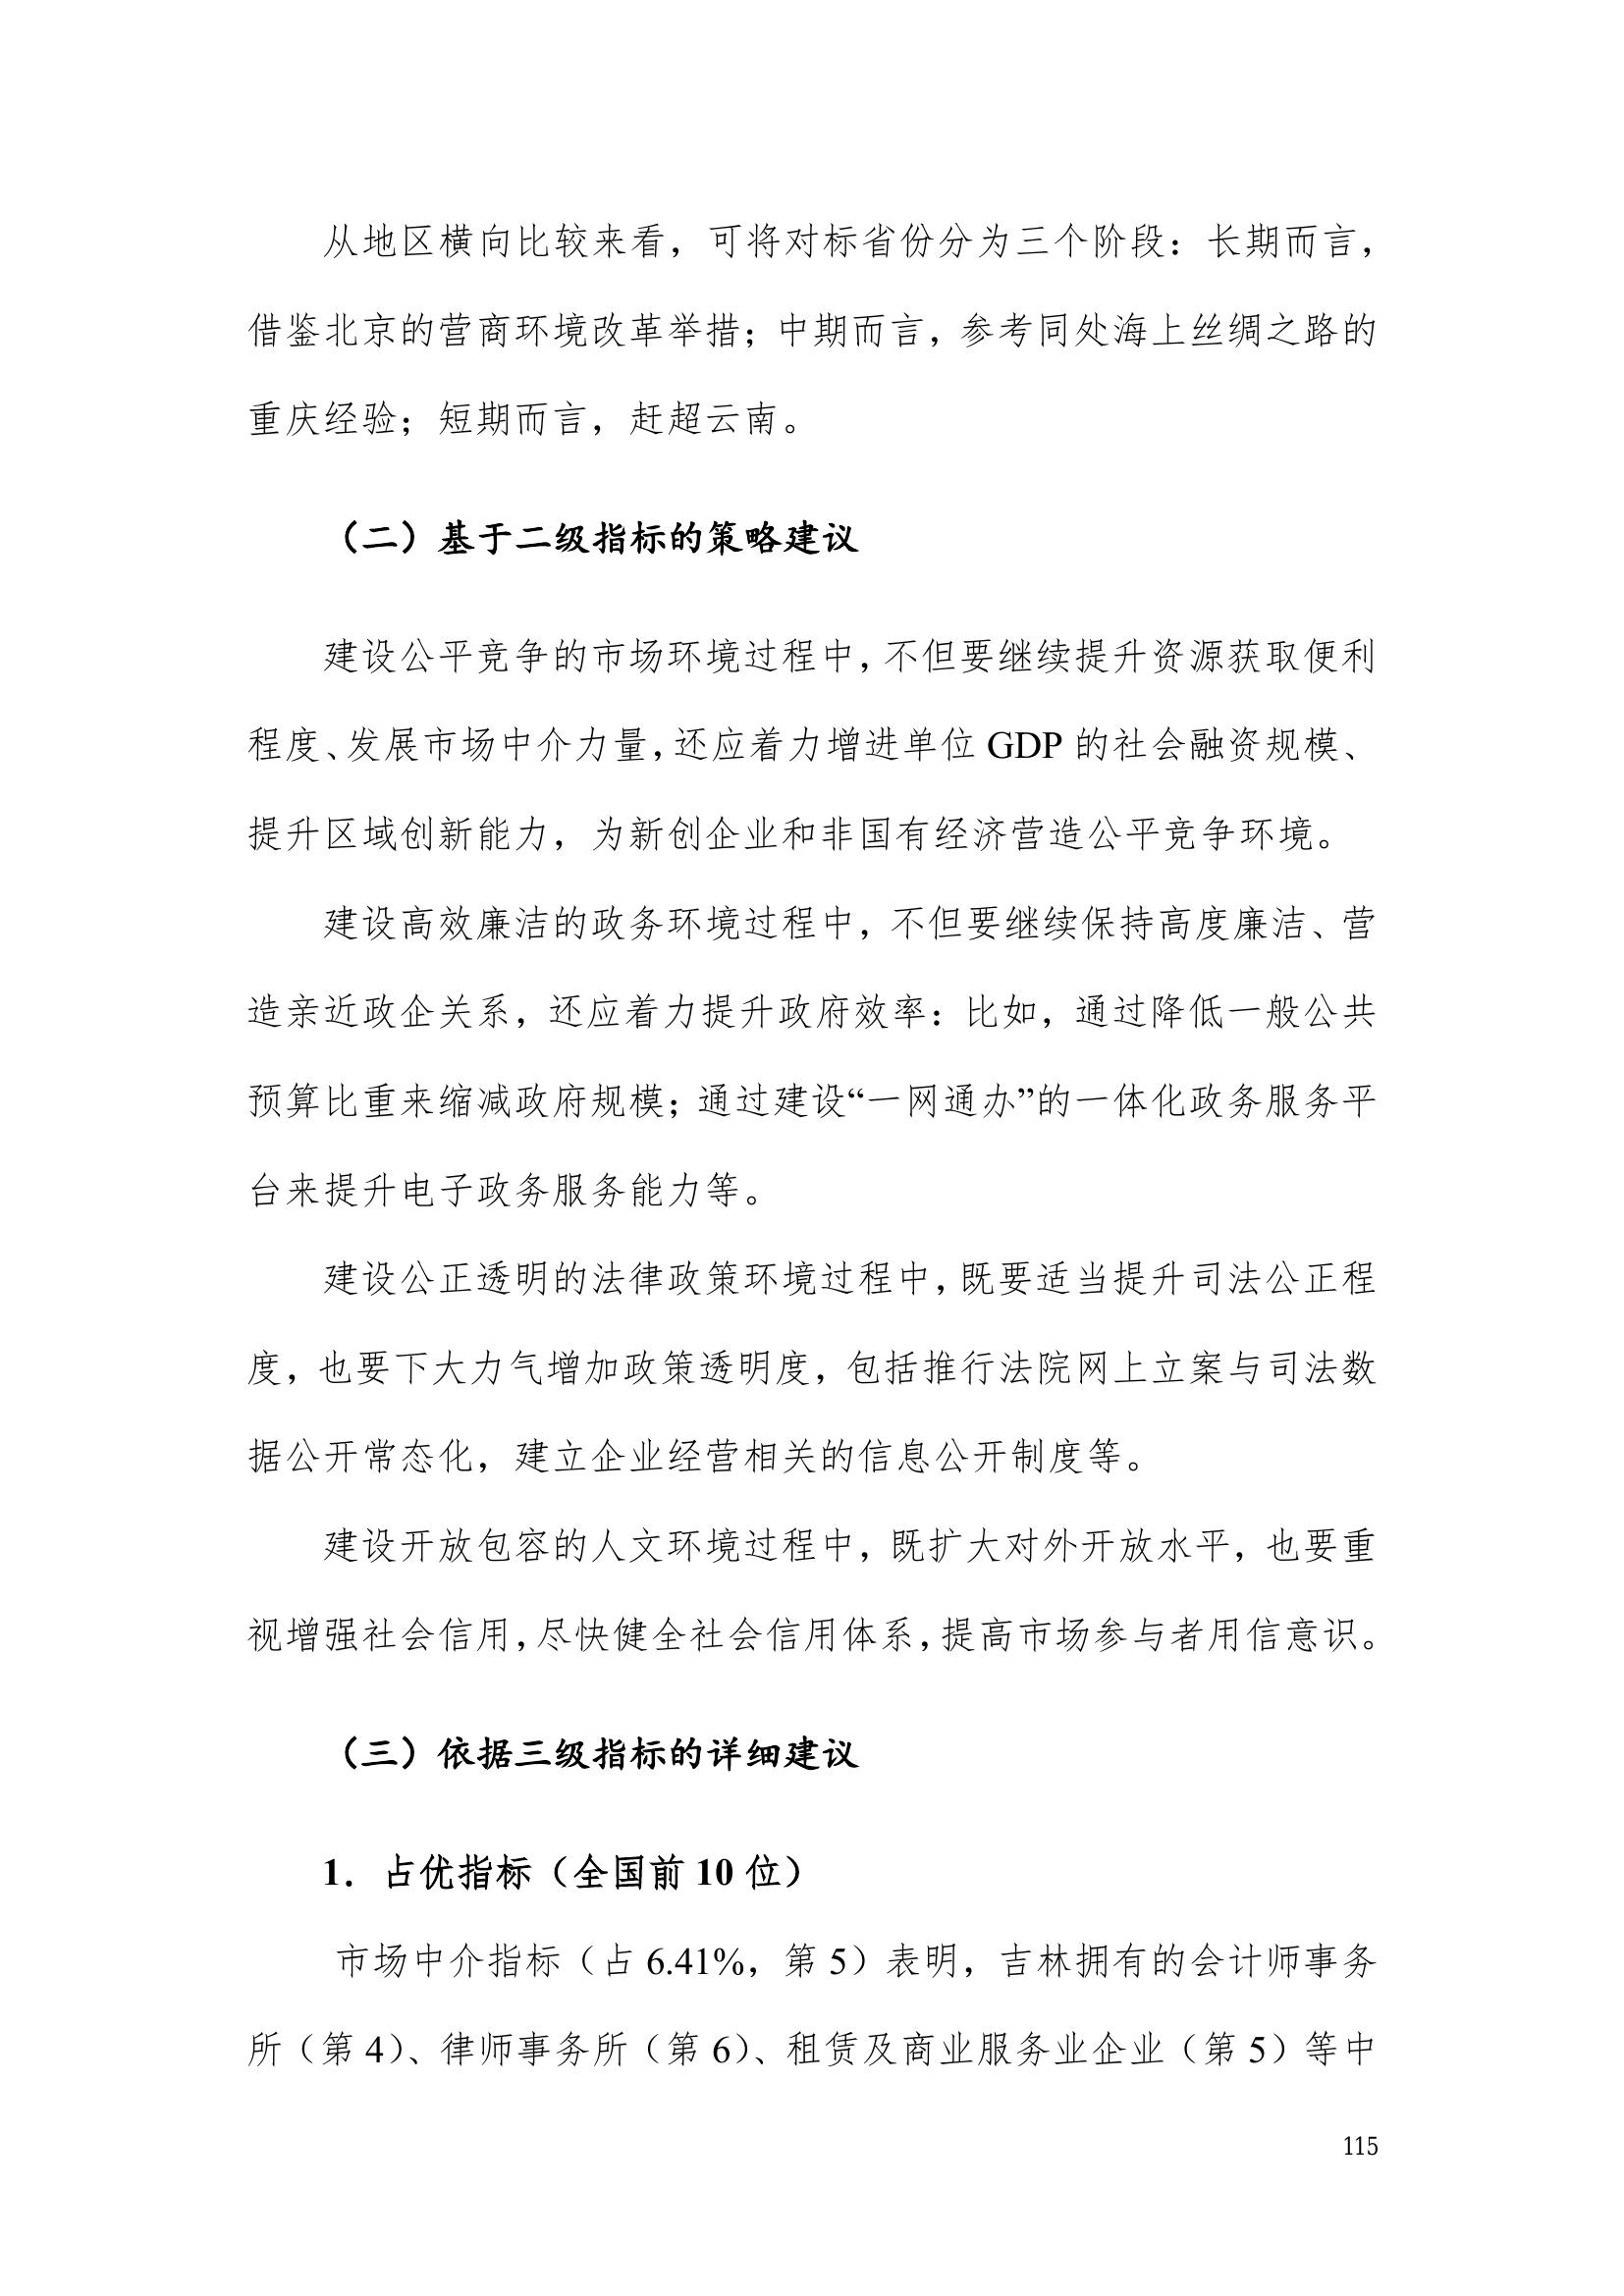 从地区横向比较来看，可将对标省份分为三个阶段：长期而言，
借鉴北京的营商环境改革举措；中期而言，参考同处海上丝绸之路的
重庆经验；短期而言，赶超云南。
（二）基于二级指标的策略建议
建设公平竞争的市场环境过程中，不但要继续提升资源获取便利
程度、发展市场中介力量，还应着力增进单位 GDP 的社会融资规模、
提升区域创新能力，为新创企业和非国有经济营造公平竞争环境。
建设高效廉洁的政务环境过程中，不但要继续保持高度廉洁、营
造亲近政企关系，还应着力提升政府效率：比如，通过降低一般公共
预算比重来缩减政府规模；通过建设“一网通办”的一体化政务服务平
台来提升电子政务服务能力等。
建设公正透明的法律政策环境过程中，既要适当提升司法公正程
度，也要下大力气增加政策透明度，包括推行法院网上立案与司法数
据公开常态化，建立企业经营相关的信息公开制度等。
建设开放包容的人文环境过程中，既扩大对外开放水平，也要重
视增强社会信用，尽快健全社会信用体系，提高市场参与者用信意识。
（三）依据三级指标的详细建议
1．占优指标（全国前 10 位）
市场中介指标（占 6.41%，第 5）表明，吉林拥有的会计师事务
所（第 4）、律师事务所（第 6）、租赁及商业服务业企业（第 5）等中
115